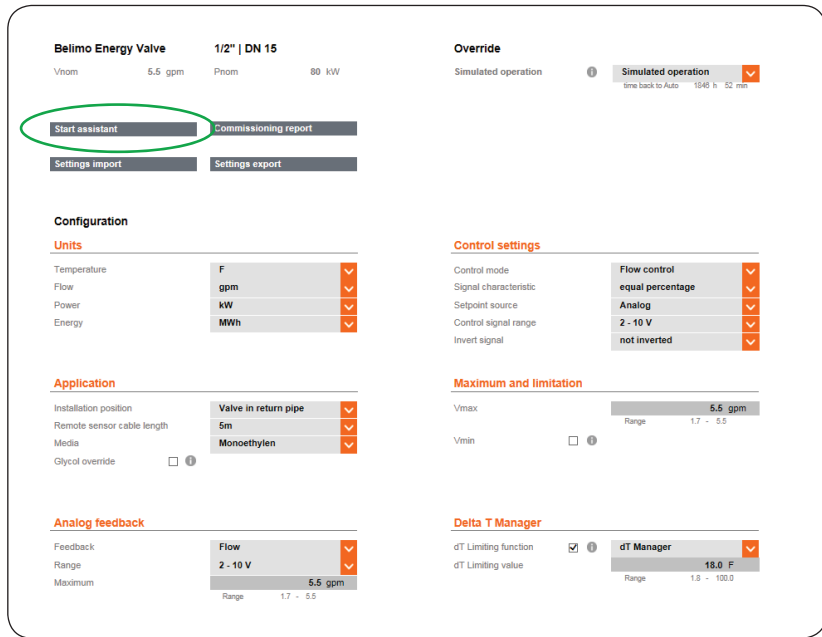 Belimo Energy Valve 1/2" | DN 15
Vnom 5.5 gpm Pnom 80 kW
Override
Simulated operation Simulated operation
time back to Auto 1846 h 52 min
Start assistant Commissioning report
Settings import Settings export
Configuration
Units
Temperature F
Flow gpm
Power kW
Energy MWh
Control settings
Control mode Flow control
Signal characteristic equal percentage
Setpoint source Analog
Control signal range 2 - 10 V
Invert signal not inverted
Application
Installation position Valve in return pipe
Remote sensor cable length 5m
Media Monoethylen
Glycol override
Maximum and limitation
Vmax 5.5 gpm
Range 1.7 - 5.5
Vmin
Analog feedback
Feedback Flow
Range 2 - 10 V
Maximum 5.5 gpm
Range 1.7 - 5.5
Delta T Manager
dT Limiting function dT Manager
dT Limiting value 18.0 F
Range 1.8 - 100.0